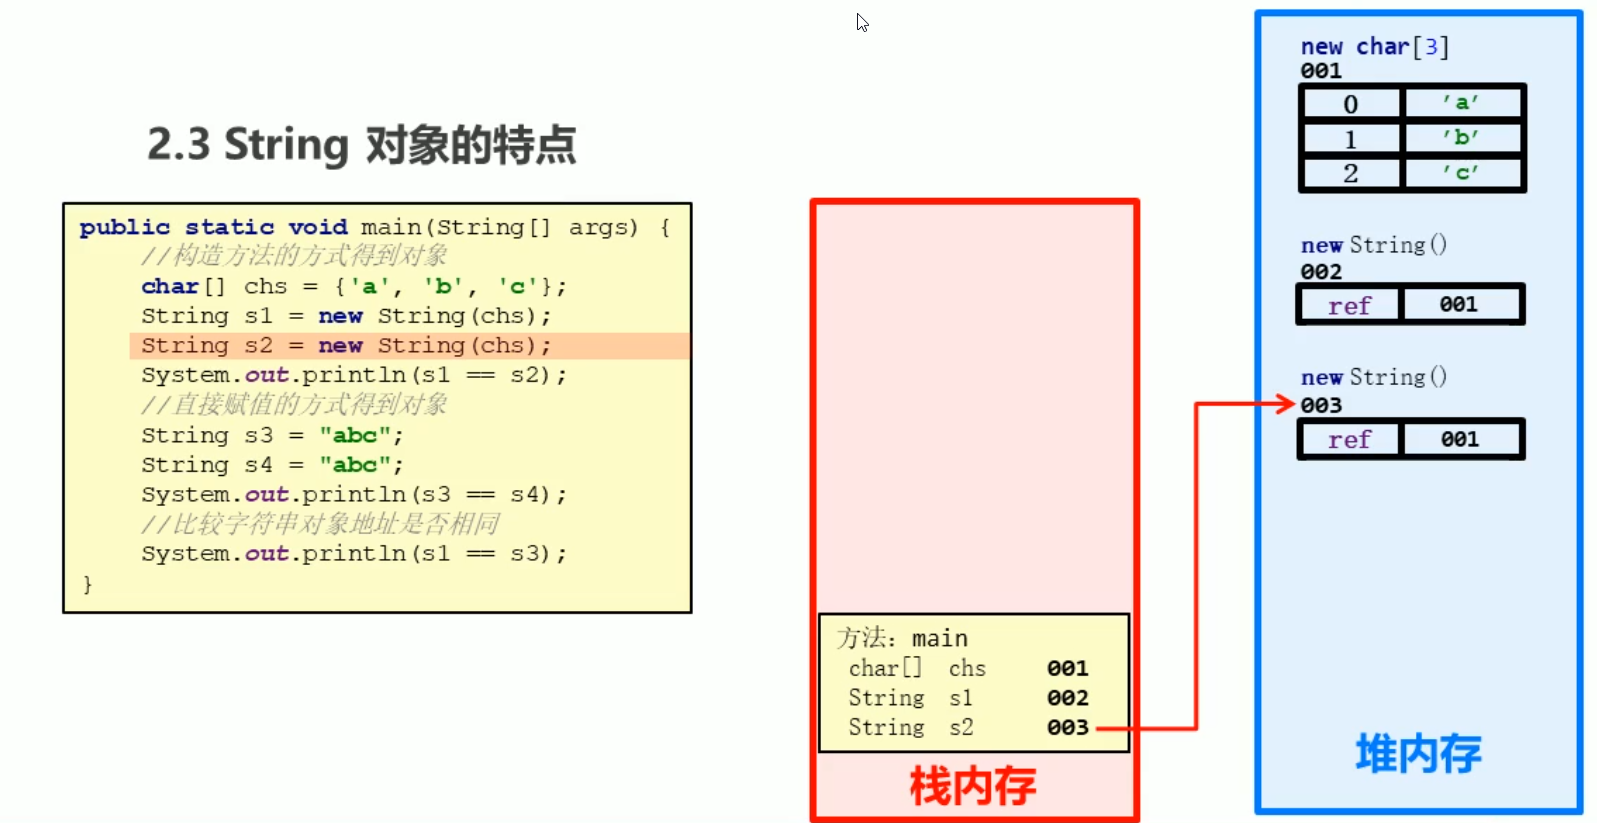 2.3 String 对象的特点
public static void main(String[] args) {
//构造方法的方式得到对象
char[] chs = {'a', 'b', 'c'};
String s1 = new String(chs);
String s2 = new String(chs);
System.out.println(s1 == s2);
//直接赋值的方式得到对象
String s3 = "abc";
String s4 = "abc";
System.out.println(s3 == s4);
//比较字符串对象地址是否相同
System.out.println(s1 == s3);
}
方法: main
char[] chs 001
String s1 002
String s2 003
栈内存
new char[3]
001
0 'a'
1 'b'
2 'c'
new String()
002
ref 001
new String()
003
ref 001
堆内存